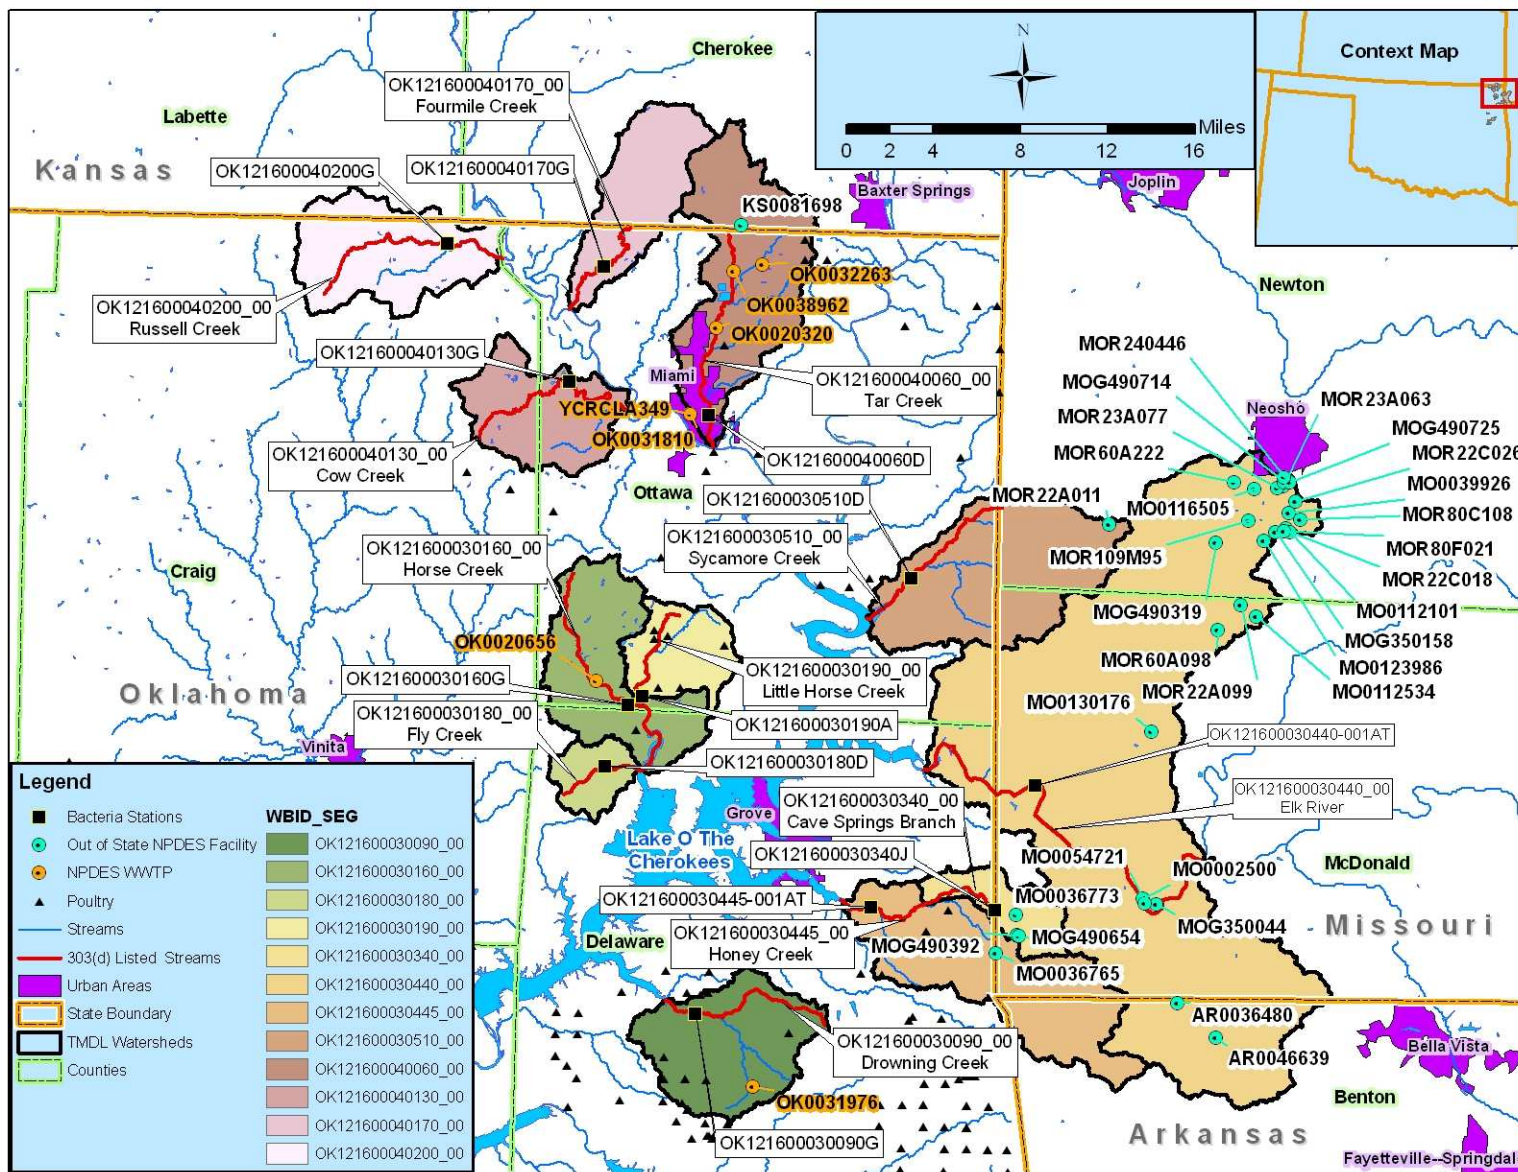 Cherokee
N
Context Map
Miles
0 2 4 8 12 16
OK121600040170_00
Fourmile Creek
Labette
Kansas
OK121600040200G
OK121600040170G
Baxter Springs
Joplin
KS0081698
OK0032263
OK0038962
OK0020320
Newton
OK121600040200_00
Russell Creek
OK121600040130G
Miami
OK121600040060_00
Tar Creek
MOR240446
MOG490714
MOR23A077
MOR60A222
Neosho
MOR23A063
MOG490725
MOR22C026
MO0039926
MOR80C108
MOR80F021
MOR22C018
MO0112101
MOG350158
MO0123986
MO0112534
YCRCLA349
OK0031810
OK121600040130_00
Cow Creek
OK121600040060D
Ottawa
OK121600030510D
MOR22A011
MO0116505
OK121600030510_00
Sycamore Creek
MOR109M95
OK121600030160_00
Horse Creek
Craig
MOG490319
OK0020656
MOR60A098
MOR22A099
OK121600030190_00
Little Horse Creek
OK121600030160G
Oklahoma
OK121600030190A
MO0130176
OK121600030440-001AT
OK121600030180_00
Fly Creek
Vinita
OK121600030180D
OK121600030440_00
Elk River
OK121600030340_00
Cave Springs Branch
Grove
Lake O The
Cherokees
OK121600030340J
MO0054721
MO0002500
McDonald
OK121600030445-001AT
MO0036773
MOG350044
Missouri
Delaware
OK121600030445_00
Honey Creek
MOG490392
MOG490654
MO0036765
AR0036480
OK121600030090_00
Drowning Creek
AR0046639
Bella Vista
OK0031976
Benton
OK121600030090G
Arkansas
Fayetteville--Springdal
Legend
Bacteria Stations
Out of State NPDES Facility
NPDES WWTP
Poultry
Streams
303(d) Listed Streams
Urban Areas
State Boundary
TMDL Watersheds
Counties
WBID_SEG
OK121600030090_00
OK121600030160_00
OK121600030180_00
OK121600030190_00
OK121600030340_00
OK121600030440_00
OK121600030445_00
OK121600030510_00
OK121600040060_00
OK121600040130_00
OK121600040170_00
OK121600040200_00